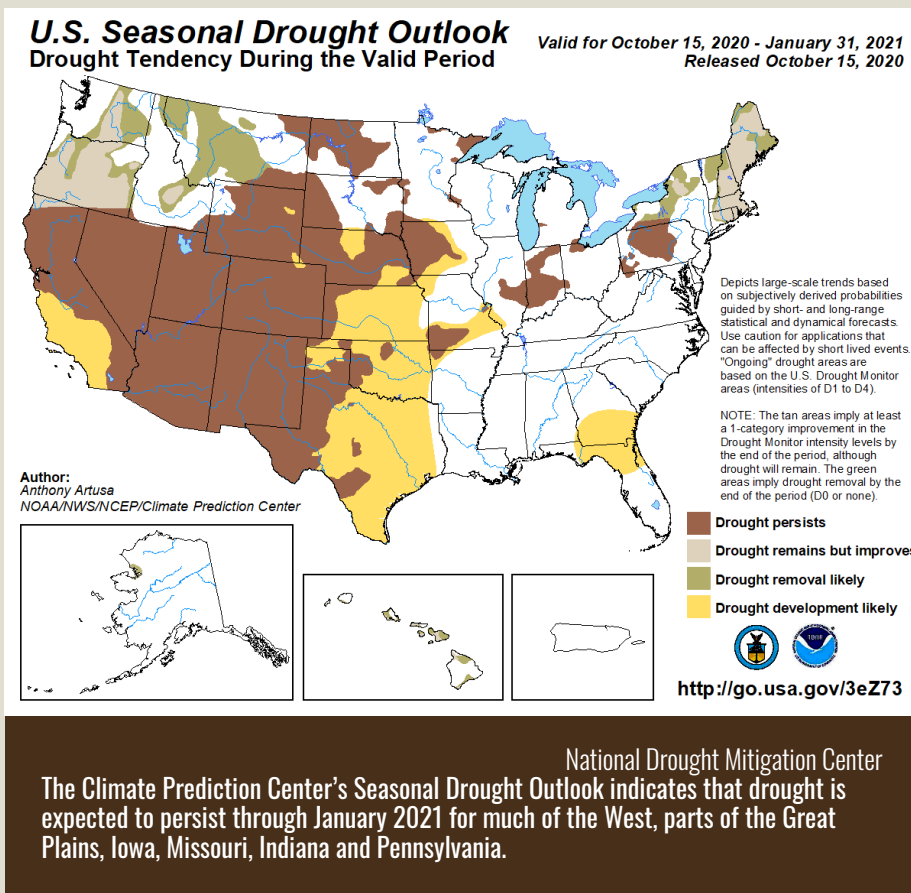 U.S. Seasonal Drought Outlook
Drought Tendency During the Valid Period
Valid for October 15, 2020 - January 31, 2021
Released October 15, 2020
Depicts large-scale trends based
on subjectively derived probabilities
guided by short- and long-range
statistical and dynamical forecasts.
Use caution for applications that
can be affected by short lived events.
"Ongoing" drought areas are
based on the U.S. Drought Monitor
areas (intensities of D1 to D4).
NOTE: The tan areas imply at least
a 1-category improvement in the
Drought Monitor intensity levels by
the end of the period, although
drought will remain. The green
areas imply drought removal by the
end of the period (D0 or none).
Author:
Anthony Artusa
NOAA/NWS/NCEP/Climate Prediction Center
Drought persists
Drought remains but improves
Drought removal likely
Drought development likely
http://go.usa.gov/3eZ73
National Drought Mitigation Center
The Climate Prediction Center's Seasonal Drought Outlook indicates that drought is
expected to persist through January 2021 for much of the West, parts of the Great
Plains, Iowa, Missouri, Indiana and Pennsylvania.